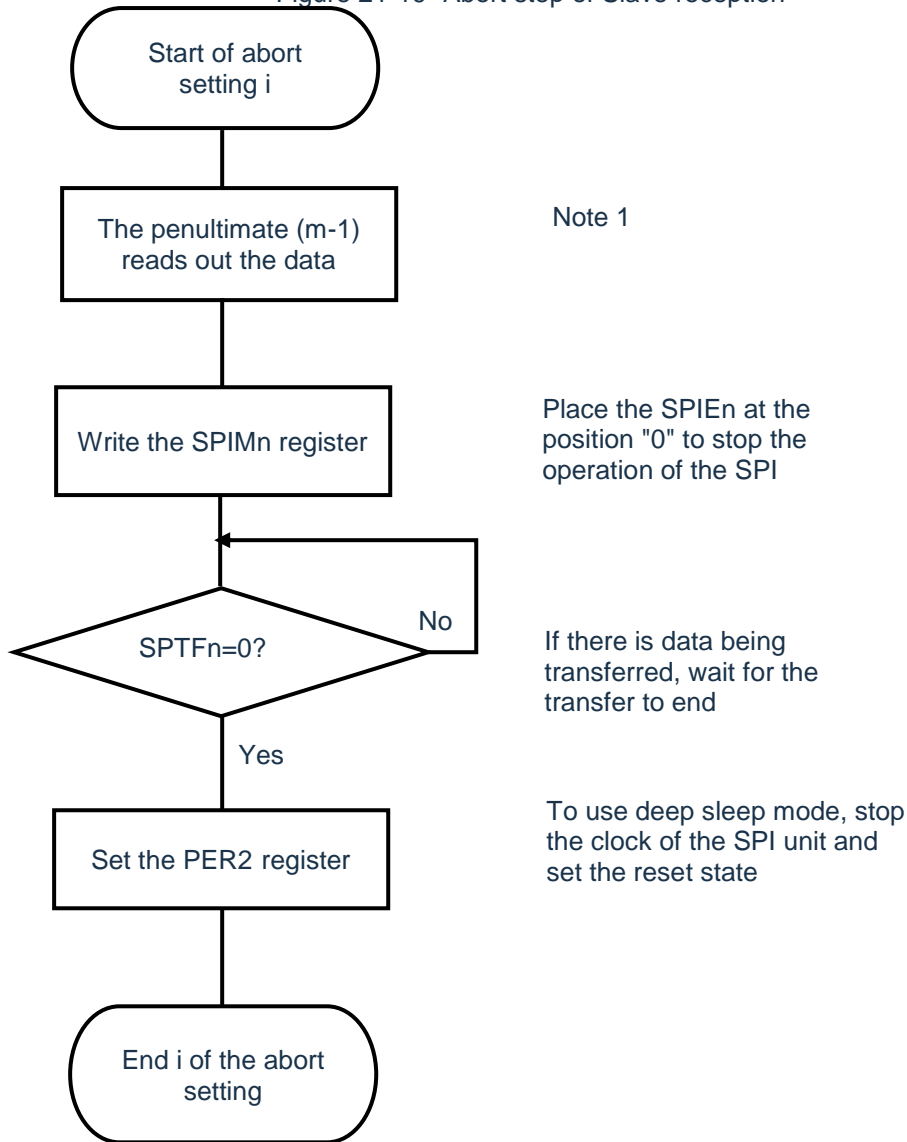 Start of abort
setting i
The penultimate (m-1)
reads out the data
Note 1
Write the SPIMn register
Place the SPIEn at the
position "0" to stop the
operation of the SPI
No
SPTFn=0?
If there is data being
transferred, wait for the
transfer to end
Yes
Set the PER2 register
To use deep sleep mode, stop
the clock of the SPI unit and
set the reset state
End i of the abort
setting